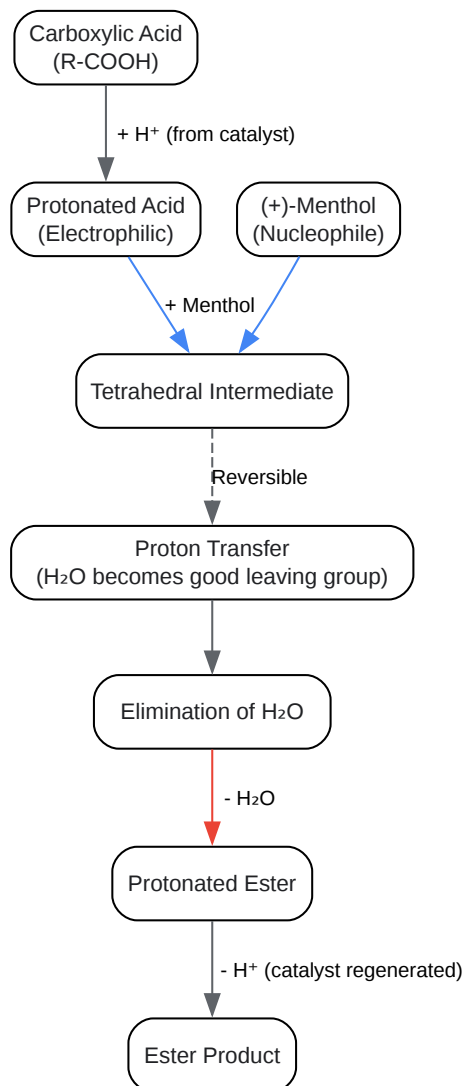 Carboxylic Acid
(R-COOH)
+ H⁺ (from catalyst)
Protonated Acid
(Electrophilic)
(+)-Menthol
(Nucleophile)
+ Menthol
Tetrahedral Intermediate
Reversible
Proton Transfer
(H₂O becomes good leaving group)
Elimination of H₂O
- H₂O
Protonated Ester
- H⁺ (catalyst regenerated)
Ester Product